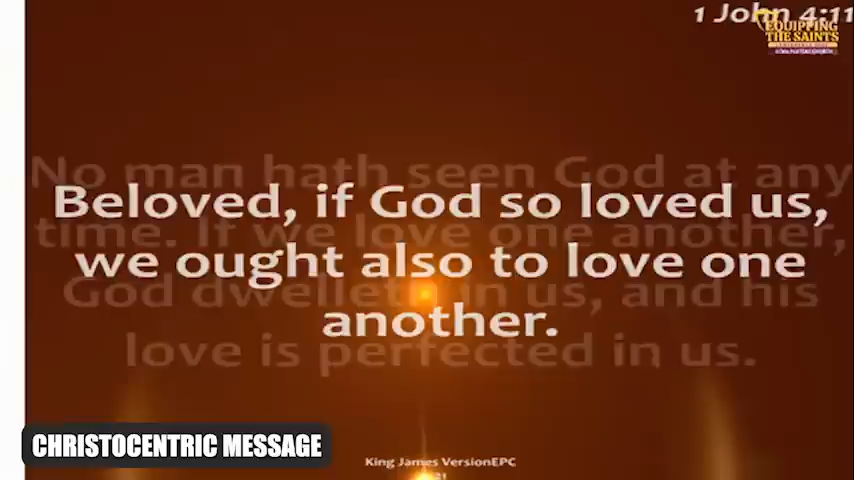 1 John 4:11
EQUIPPING
THE SAINTS
No man hath seen God at any
Beloved, if God so loved us,
time. If we love one another,
we ought also to love one
God dwelleth in us, and his
another.
love is perfected in us.
CHRISTOCENTRIC MESSAGE
King James VersionEPC